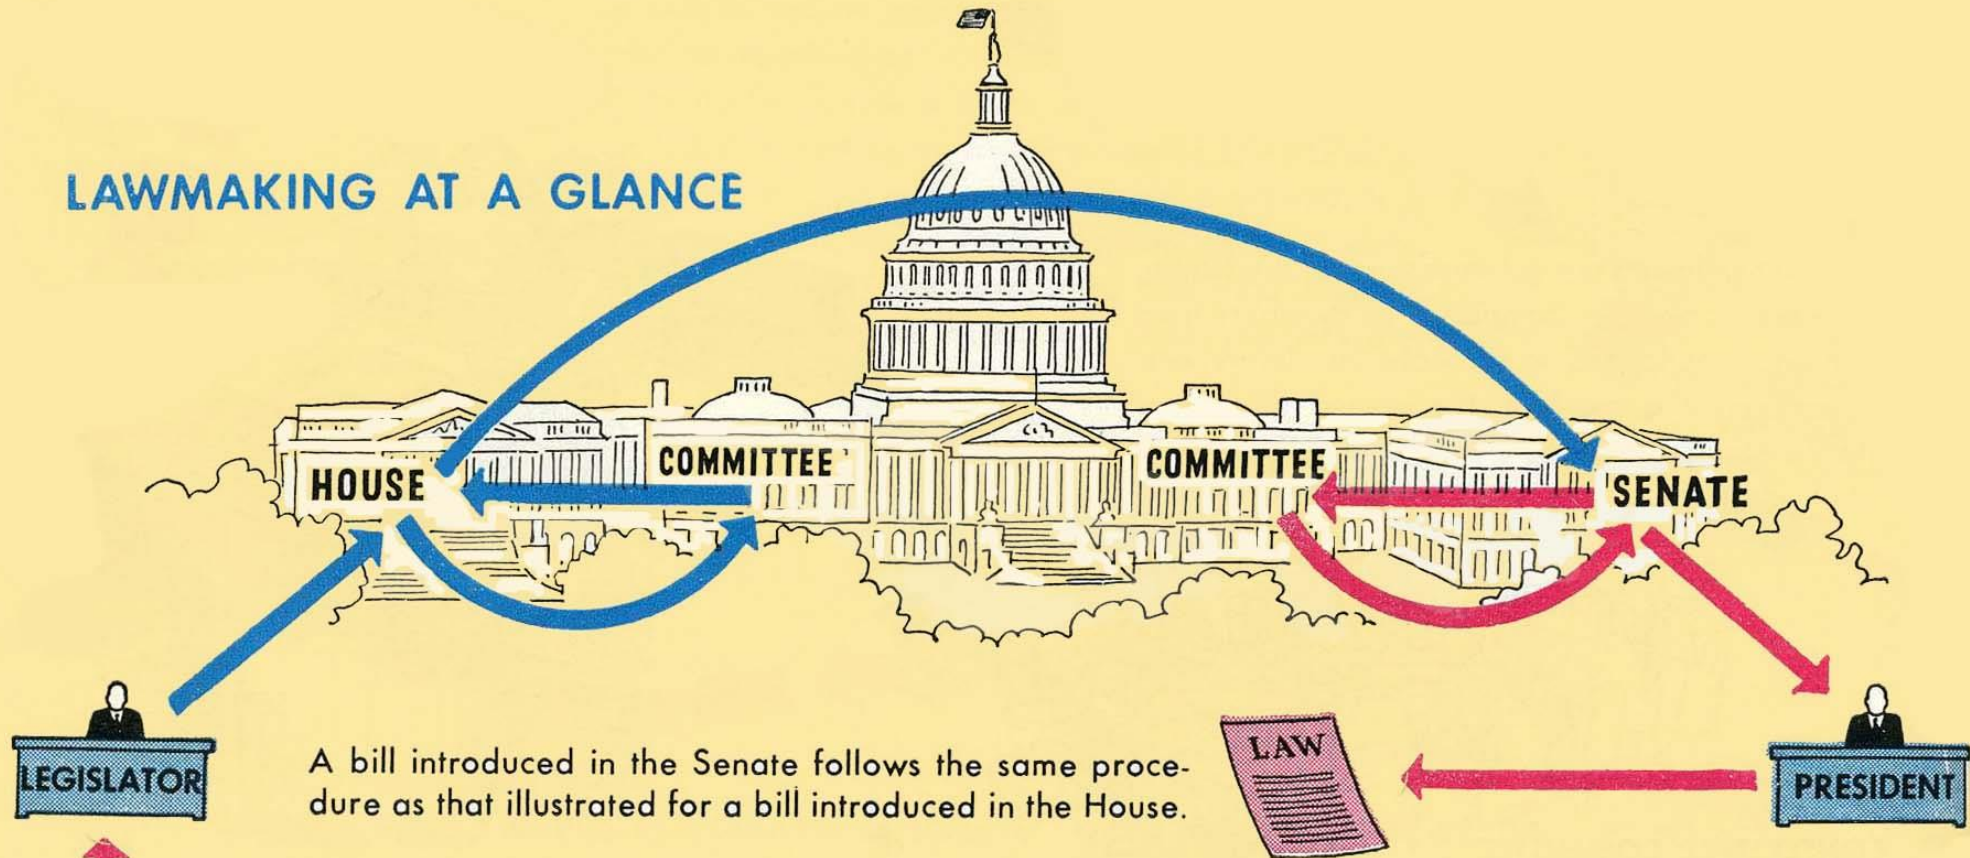 LAWMAKING AT A GLANCE
HOUSE
COMMITTEE
COMMITTEE
SENATE
LEGISLATOR
A bill introduced in the Senate follows the same proce-
dure as that illustrated for a bill introduced in the House.
LAW
PRESIDENT